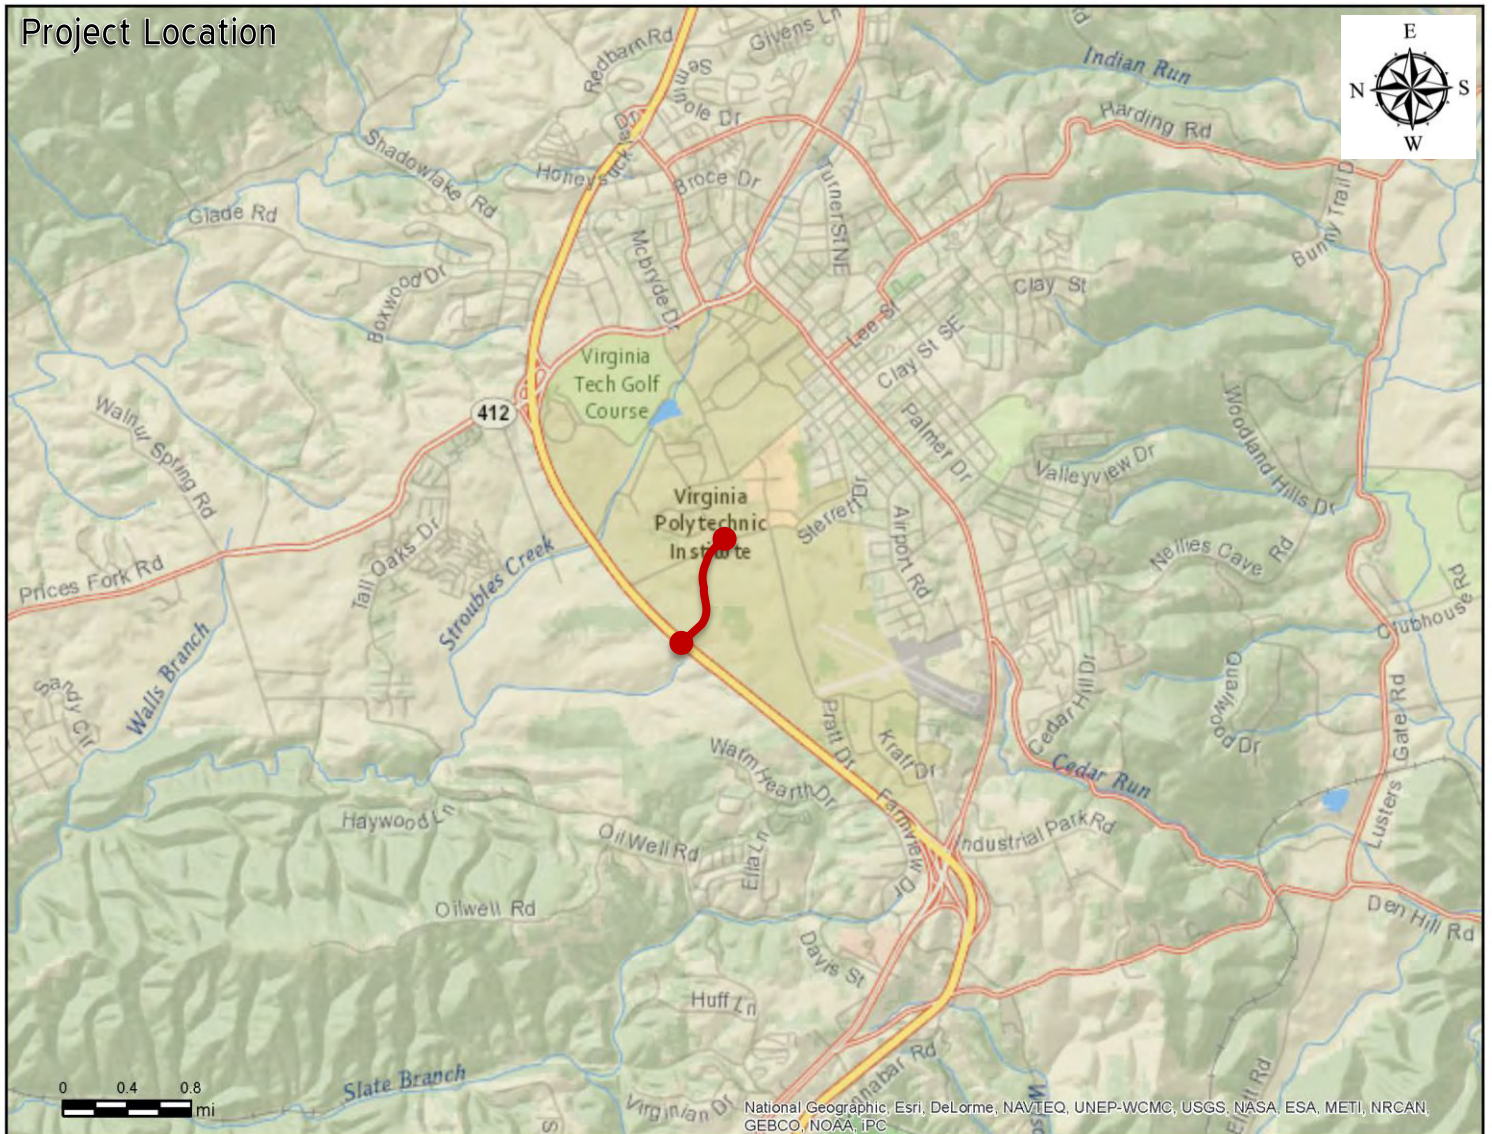 Project Location
E
N
S
W
Redbarn Rd
Givens Ln
Seminole Dr
Indian Run
Harding Rd
Shadowlake Rd
Broce Dr
Turner St NE
Glade Rd
Bunny Trail D
Mcbryde Dr
Boxwood Dr
Clay St
Lee St
Clay St SE
Virginia
Tech Golf
Course
412
Walnut Spring Rd
Palmer Dr
Woodland Hills Dr
Valleyview Dr
Virginia
Polytechnic
Institute
Sterrett Dr
Airport Rd
Nellies Cave Rd
Prices Fork Rd
Tall Oaks Dr
Stroubles Creek
Clubhouse Rd
Walls Branch
Sandy Cir
Quailwood Dr
Cedar Hill Dr
Pratt Dr
Kraft Dr
Warm Hearth Dr
Cedar Run
Lusters Gate Rd
Haywood Ln
Farmview Dr
Oil Well Rd
Ella Ln
Industrial Park Rd
Oilwell Rd
Den Hill Rd
Davis St
Huff Ln
Slate Branch
Virginian Dr
Rd
0 0.4 0.8
mi
National Geographic, Esri, DeLorme, NAVTEQ, UNEP-WCMC, USGS, NASA, ESA, METI, NRCAN,
GEBCO, NOAA, iPC